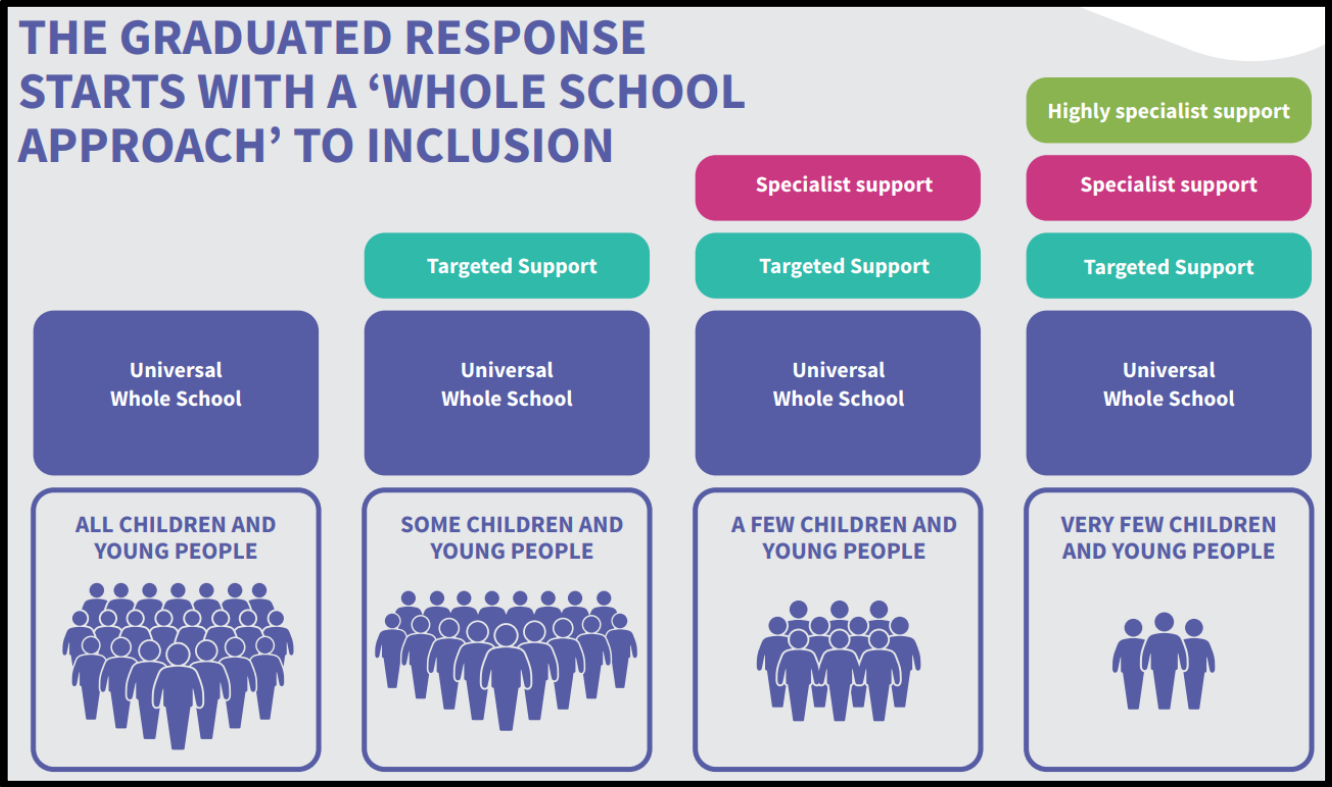 THE GRADUATED RESPONSE
STARTS WITH A ‘WHOLE SCHOOL
APPROACH’ TO INCLUSION
Highly specialist support
Specialist support
Specialist support
Targeted Support
Targeted Support
Targeted Support
Universal
Whole School
Universal
Whole School
Universal
Whole School
Universal
Whole School
ALL CHILDREN AND
YOUNG PEOPLE
SOME CHILDREN AND
YOUNG PEOPLE
A FEW CHILDREN AND
YOUNG PEOPLE
VERY FEW CHILDREN
AND YOUNG PEOPLE